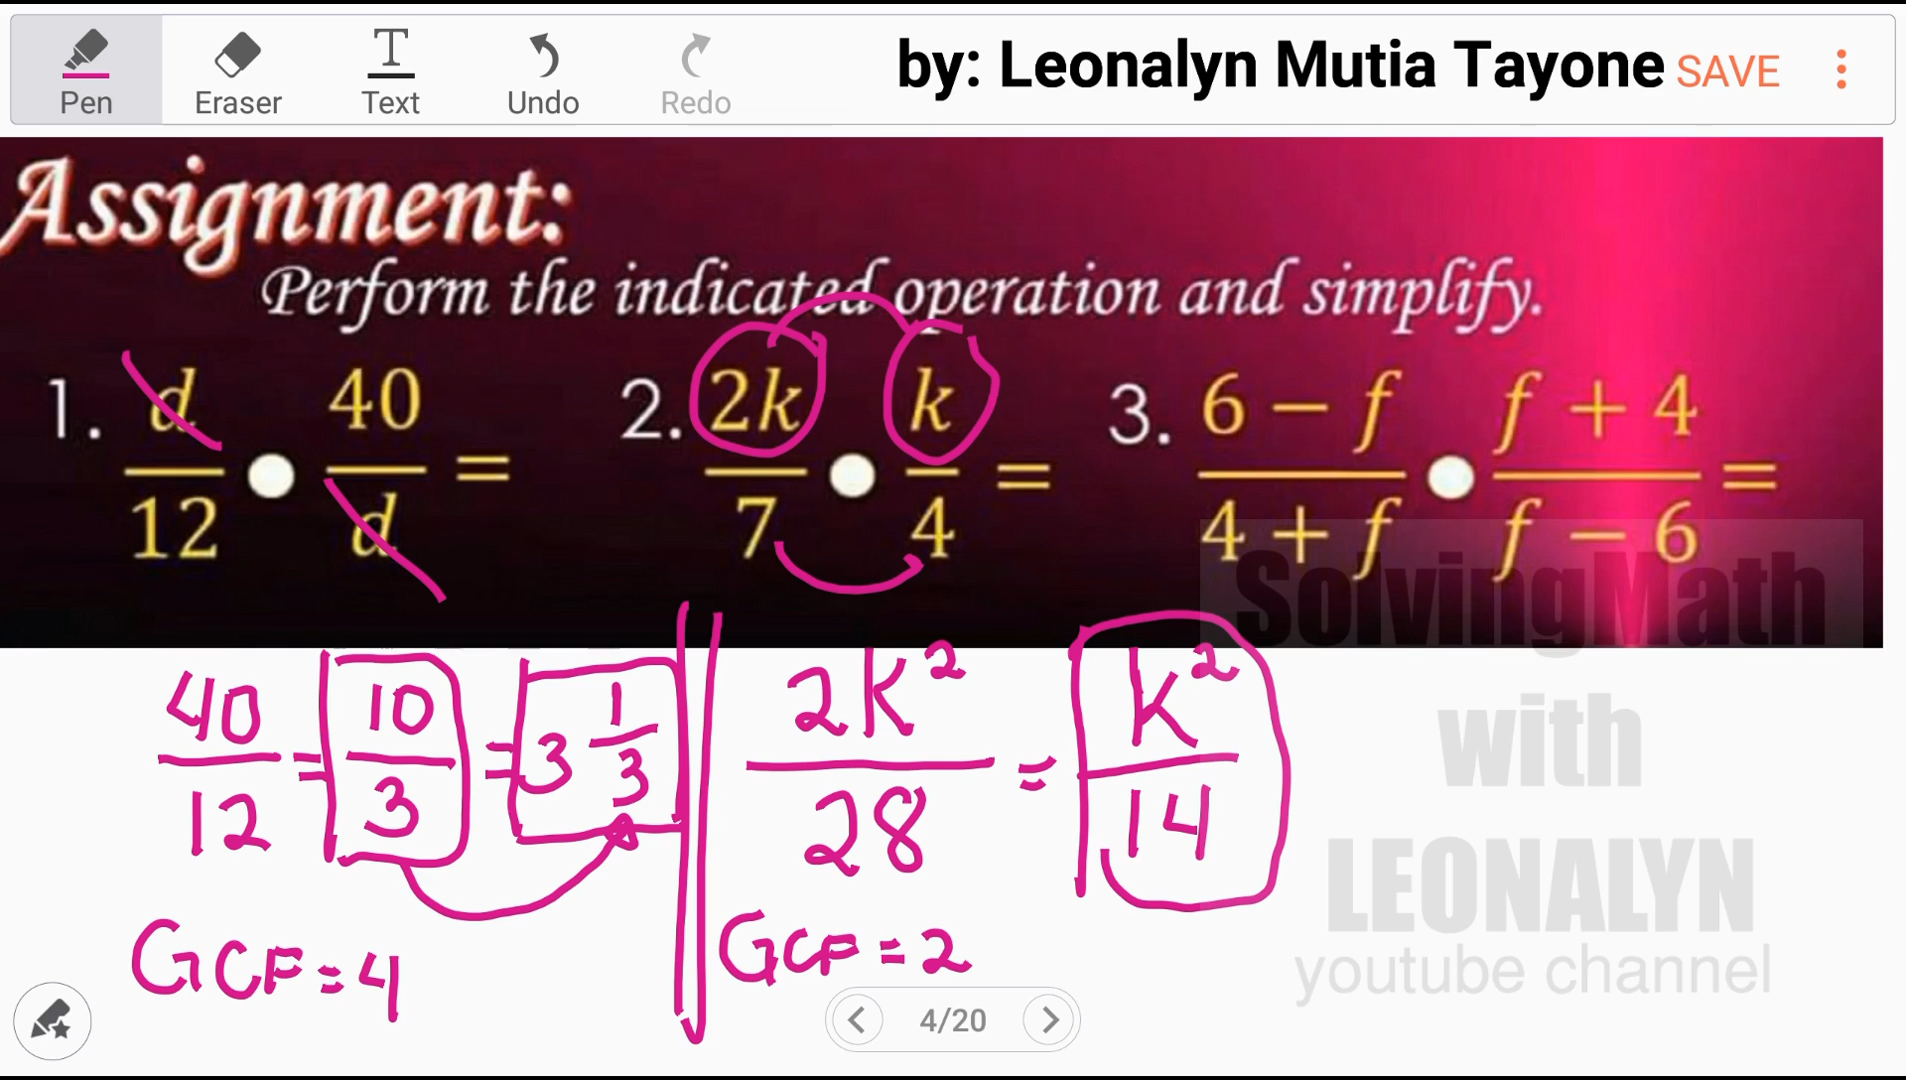 by: Leonalyn Mutia Tayone SAVE
Pen Eraser Text Undo Redo
Assignment:
Perform the indicated operation and simplify.
1. d/12 • 40/d = 2. 2k/7 • k/4 = 3. 6 − f/4 + f • f + 4/f − 6 =
SolvingMath
with
LEONALYN
youtube channel
40/12 = 10/3 = 3 1/3
GCF = 4
2k²/28 = k²/14
GCF = 2
4/20